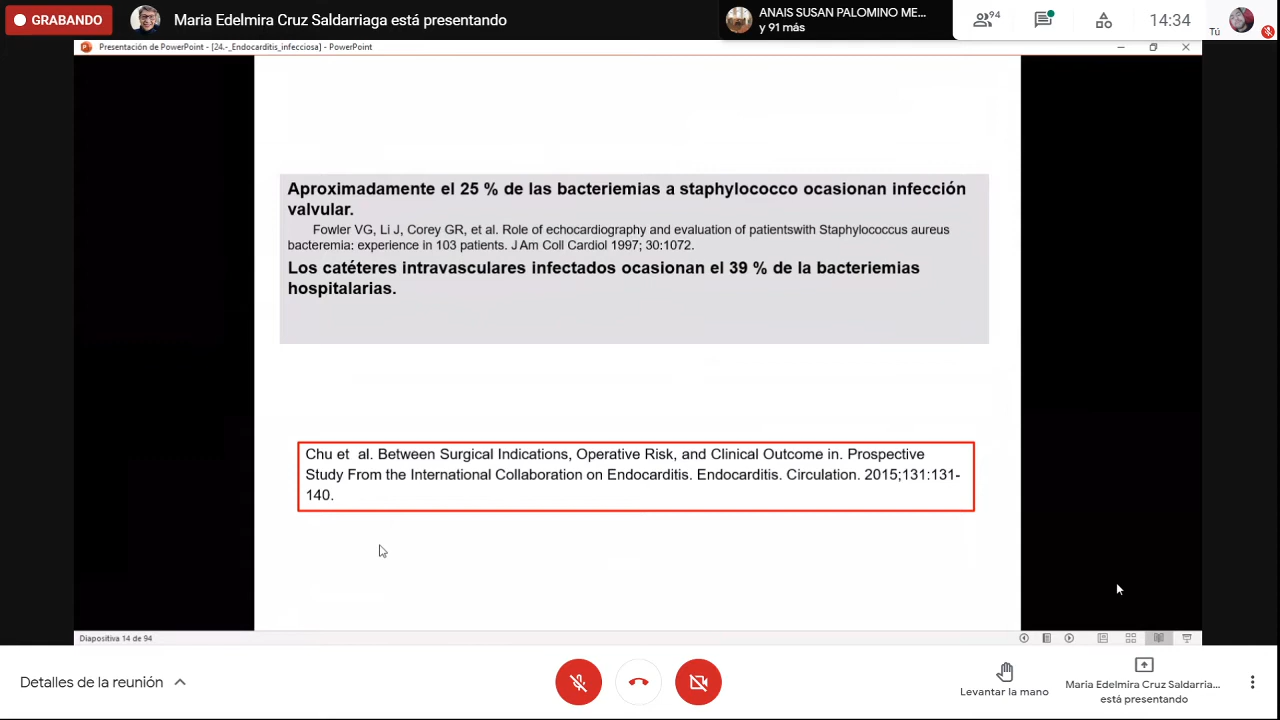 GRABANDO
Maria Edelmira Cruz Saldarriaga está presentando
ANAIS SUSAN PALOMINO ME...
y 91 más
94
14:34
Tú
Presentación de PowerPoint - [24.-_Endocarditis_infecciosa] - PowerPoint
Aproximadamente el 25 % de las bacteriemias a staphylococco ocasionan infección
valvular.
Fowler VG, Li J, Corey GR, et al. Role of echocardiography and evaluation of patientswith Staphylococcus aureus
bacteremia: experience in 103 patients. J Am Coll Cardiol 1997; 30:1072.
Los catéteres intravasculares infectados ocasionan el 39 % de la bacteriemias
hospitalarias.
Chu et al. Between Surgical Indications, Operative Risk, and Clinical Outcome in. Prospective
Study From the International Collaboration on Endocarditis. Endocarditis. Circulation. 2015;131:131-
140.
Diapositiva 14 de 94
Detalles de la reunión
Levantar la mano
Maria Edelmira Cruz Saldarria...
está presentando